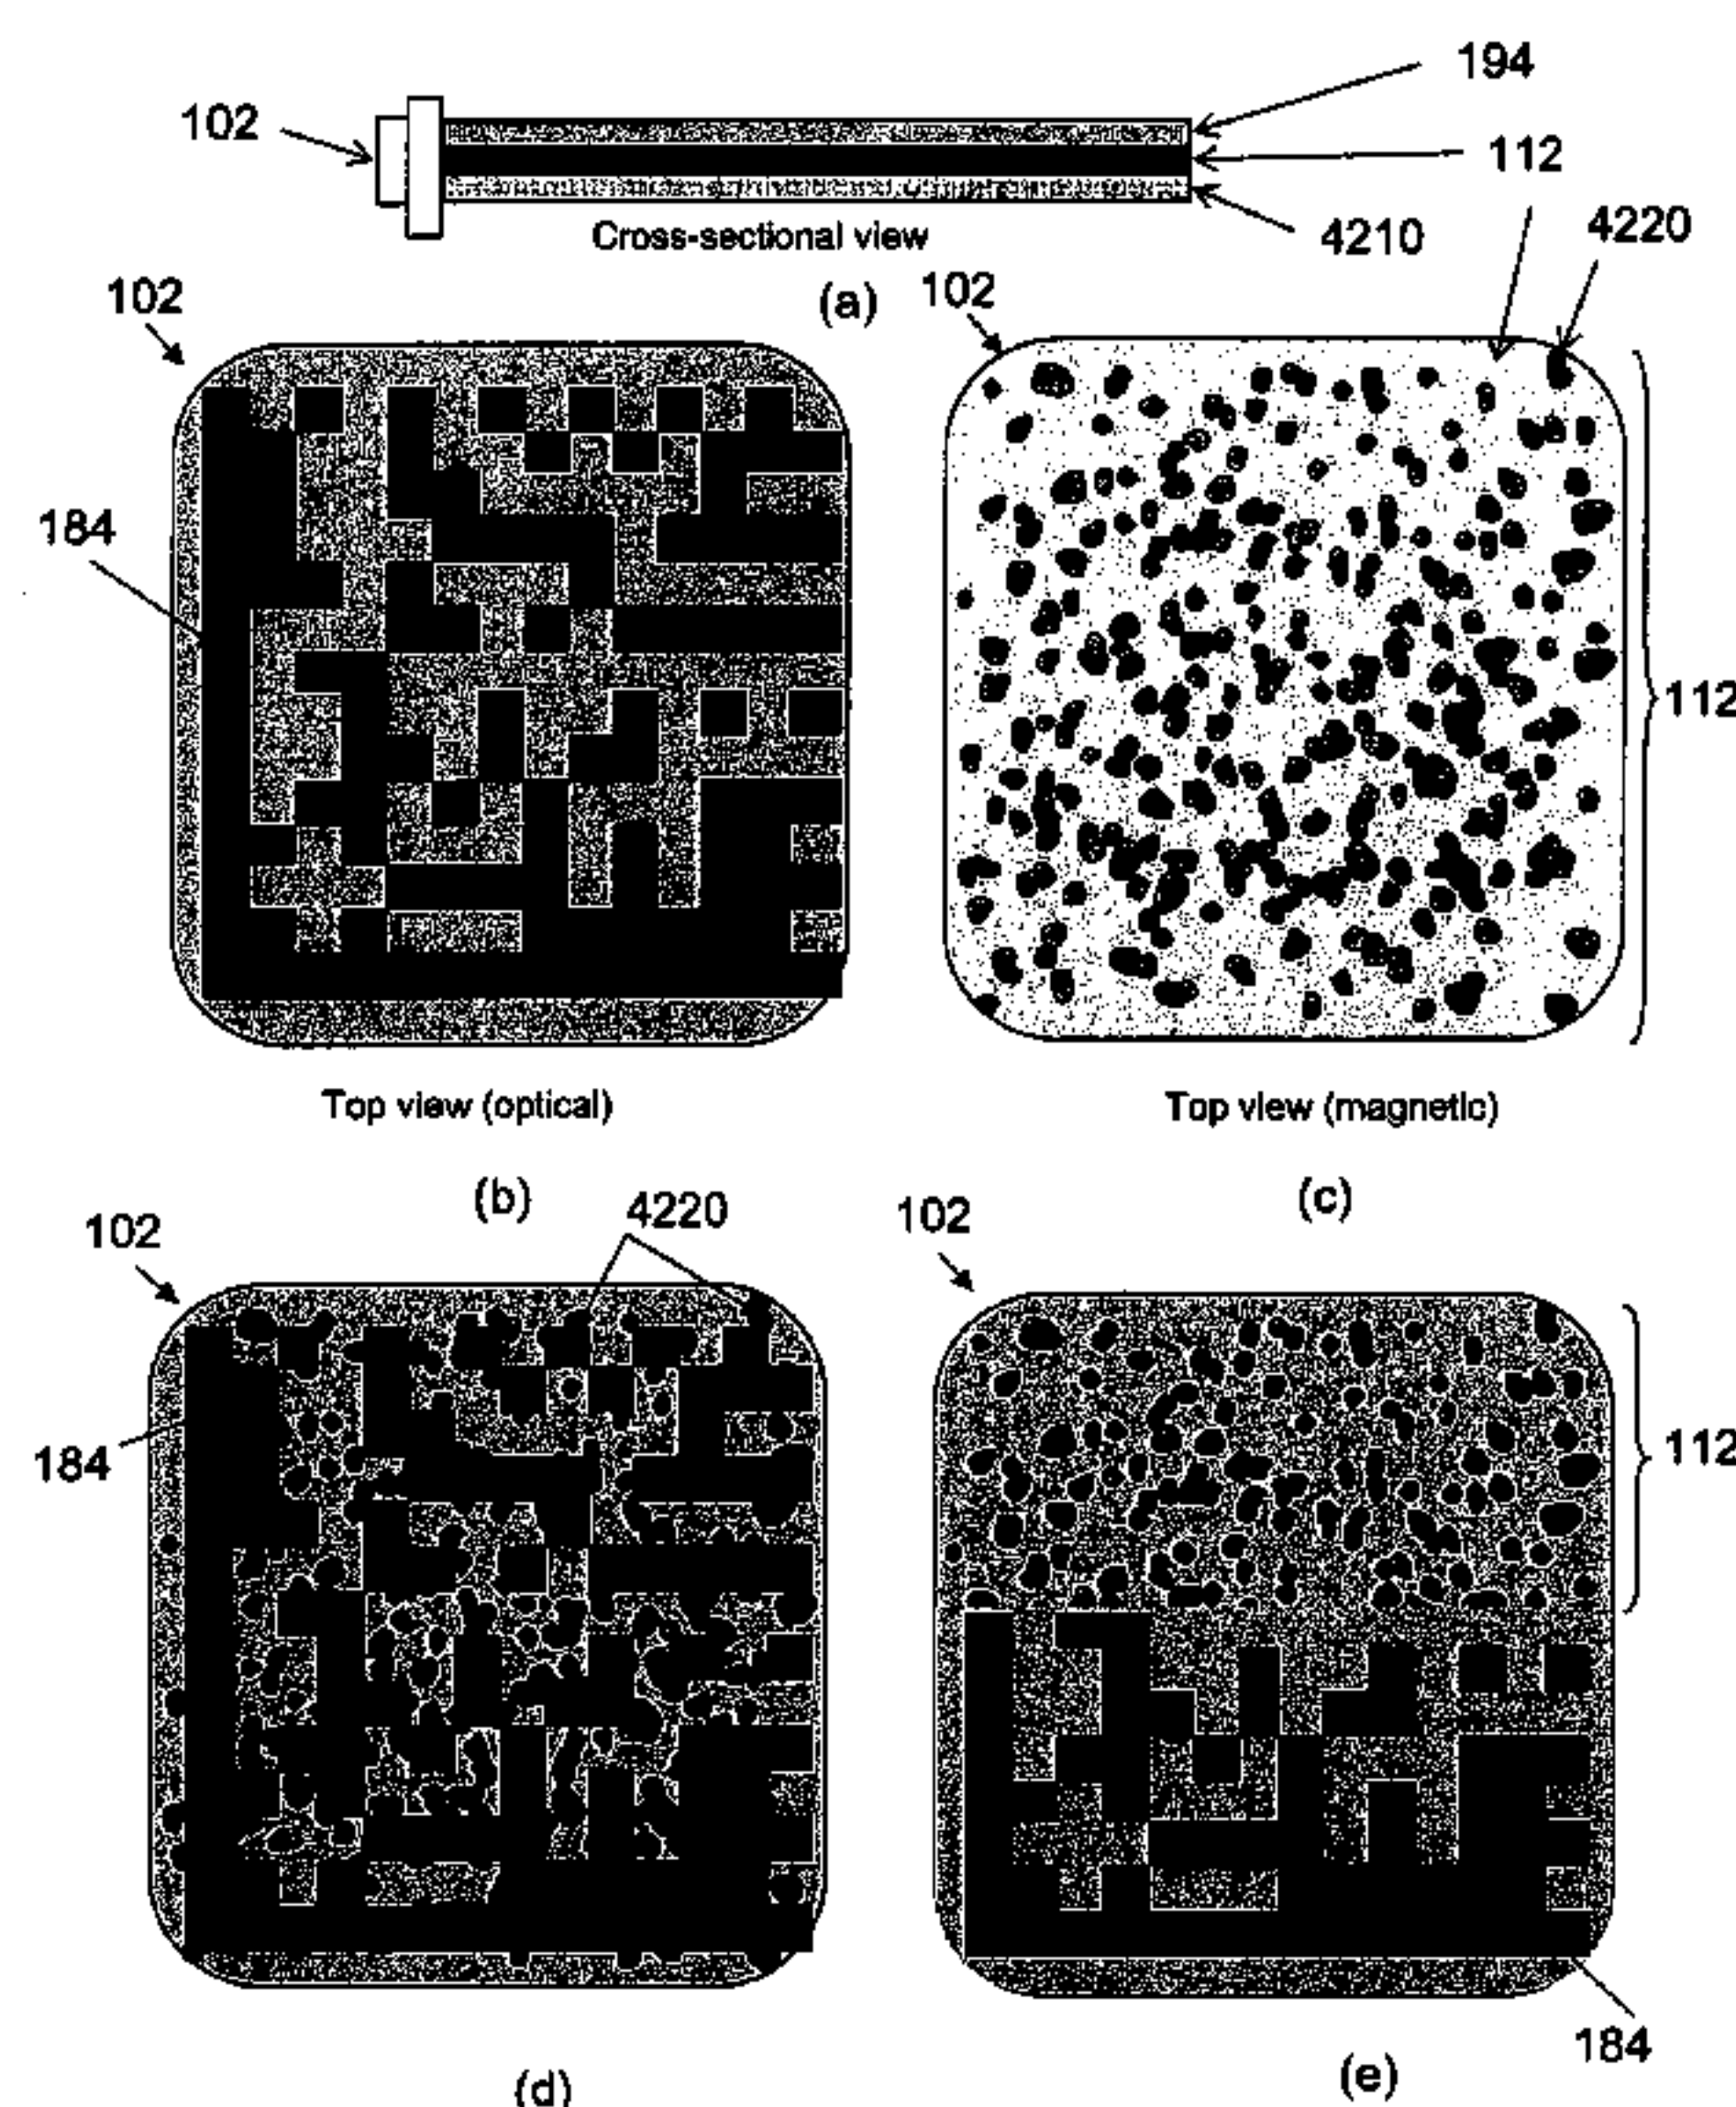 194
102
112
4210
4220
Cross-sectional view
(a)
102
102
184
112
Top view (optical)
Top view (magnetic)
(b)
(c)
102
4220
102
184
112
184
(d)
(e)